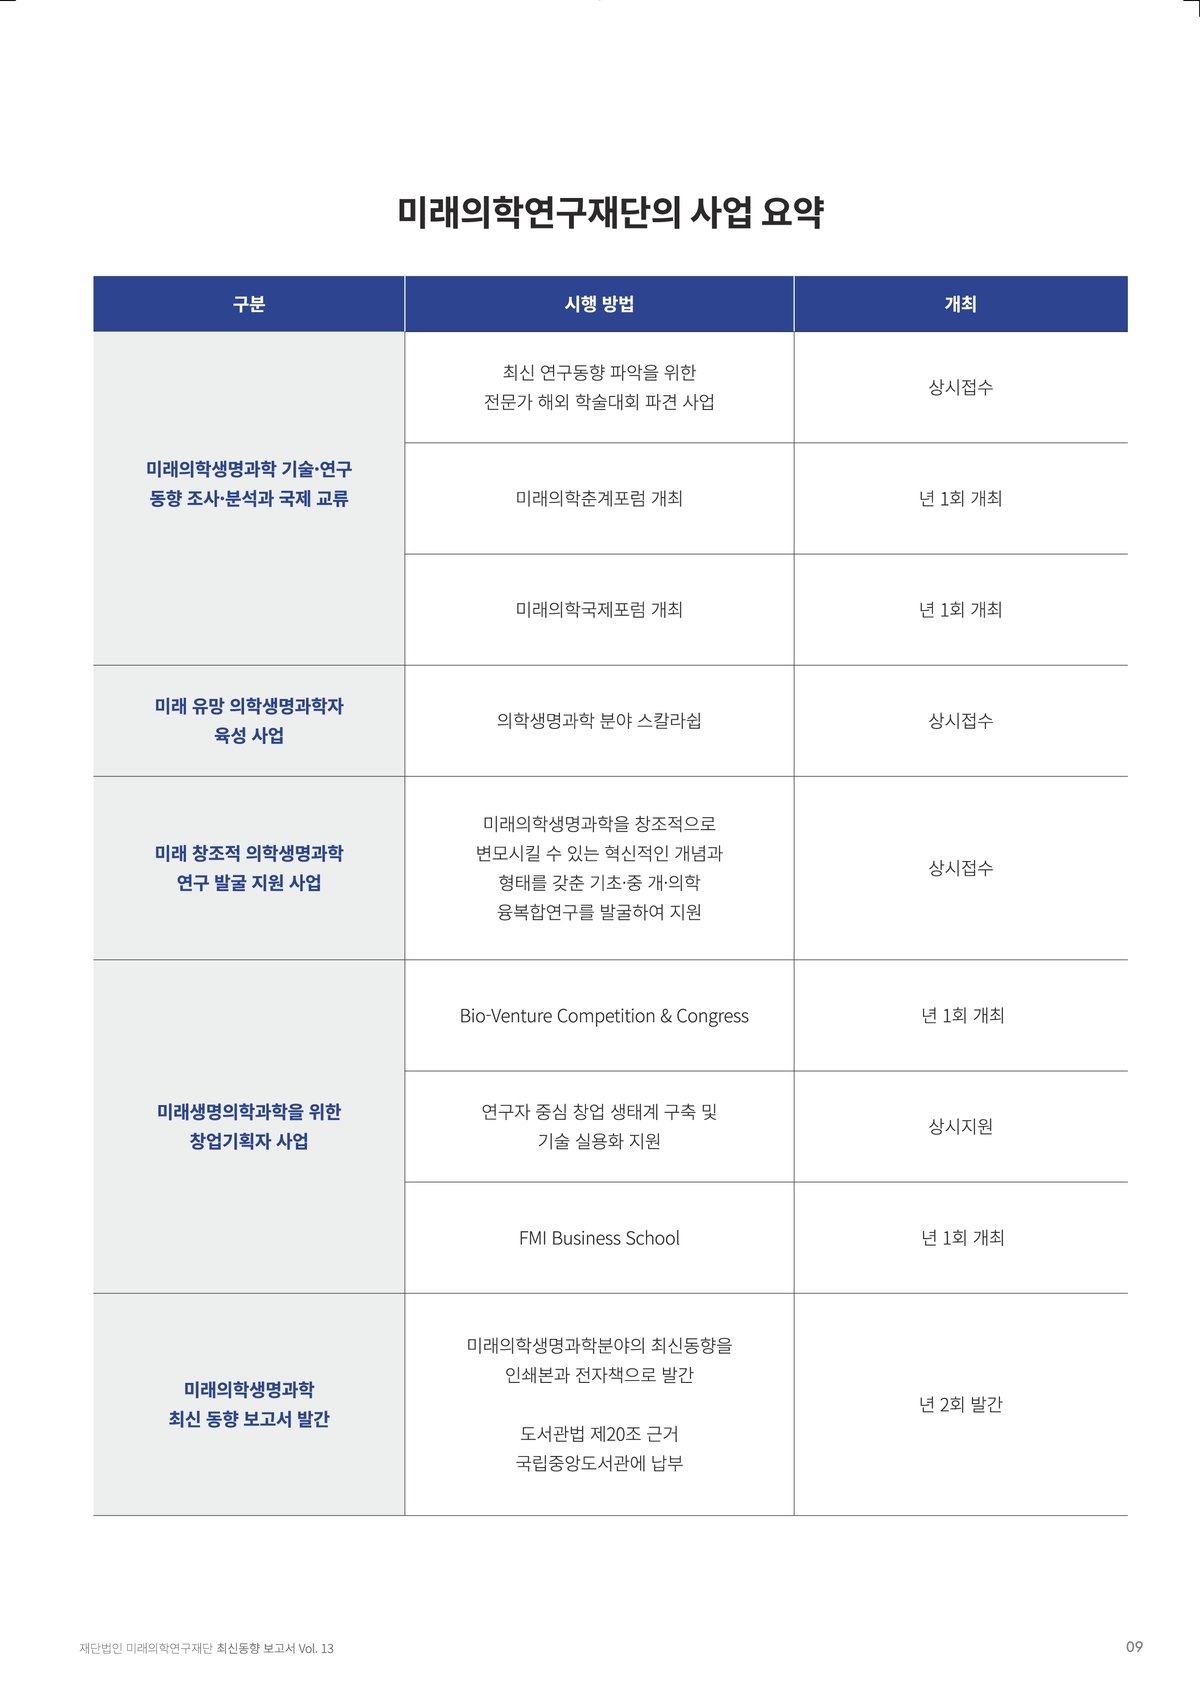 미래의학연구재단의 사업 요약
구분
시행 방법
개최
미래의학생명과학 기술·연구
동향 조사·분석과 국제 교류
최신 연구동향 파악을 위한
전문가 해외 학술대회 파견 사업
상시접수
미래의학춘계포럼 개최
년 1회 개최
미래의학국제포럼 개최
년 1회 개최
미래 유망 의학생명과학자
육성 사업
의학생명과학 분야 스칼라쉽
상시접수
미래 창조적 의학생명과학
연구 발굴 지원 사업
미래의학생명과학을 창조적으로
변모시킬 수 있는 혁신적인 개념과
형태를 갖춘 기초·중 개·의학
융복합연구를 발굴하여 지원
상시접수
미래생명의학과학을 위한
창업기획자 사업
Bio-Venture Competition & Congress
년 1회 개최
연구자 중심 창업 생태계 구축 및
기술 실용화 지원
상시지원
FMI Business School
년 1회 개최
미래의학생명과학
최신 동향 보고서 발간
미래의학생명과학분야의 최신동향을
인쇄본과 전자책으로 발간
도서관법 제20조 근거
국립중앙도서관에 납부
년 2회 발간
재단법인 미래의학연구재단 최신동향 보고서 Vol. 13
09